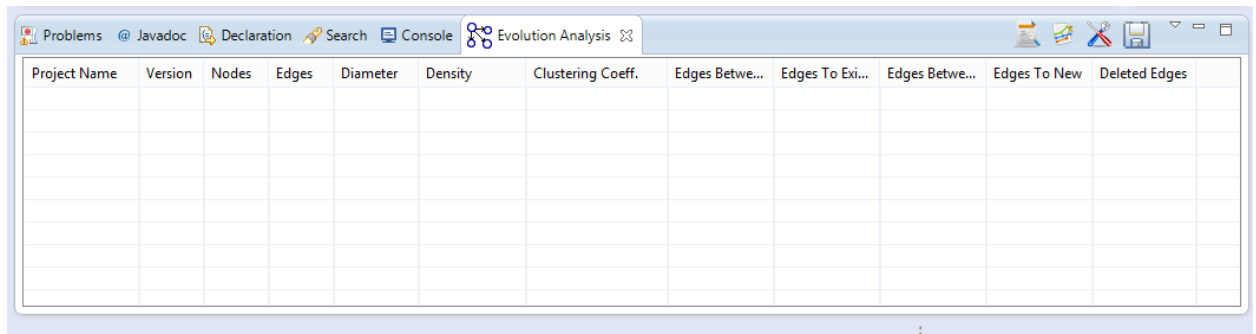 Problems @ Javadoc Declaration Search Console Evolution Analysis
Project Name Version Nodes Edges Diameter Density Clustering Coeff. Edges Betwe... Edges To Exi... Edges Betwe... Edges To New Deleted Edges